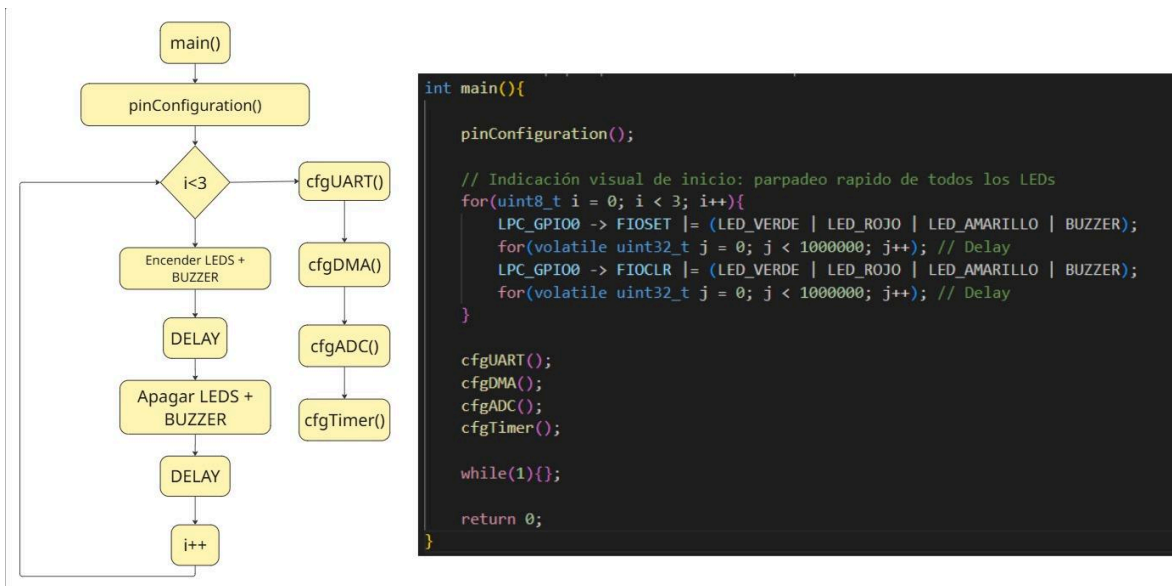 main()
pinConfiguration()
i<3
cfgUART()
Encender LEDS +
BUZZER
cfgDMA()
DELAY
cfgADC()
Apagar LEDS +
BUZZER
cfgTimer()
DELAY
i++
int main(){
pinConfiguration();
// Indicación visual de inicio: parpadeo rapido de todos los LEDs
for(uint8_t i = 0; i < 3; i++){
LPC_GPIO0 -> FIOSET |= (LED_VERDE | LED_ROJO | LED_AMARILLO | BUZZER);
for(volatile uint32_t j = 0; j < 1000000; j++); // Delay
LPC_GPIO0 -> FIOCLR |= (LED_VERDE | LED_ROJO | LED_AMARILLO | BUZZER);
for(volatile uint32_t j = 0; j < 1000000; j++); // Delay
}
cfgUART();
cfgDMA();
cfgADC();
cfgTimer();
while(1){};
return 0;
}